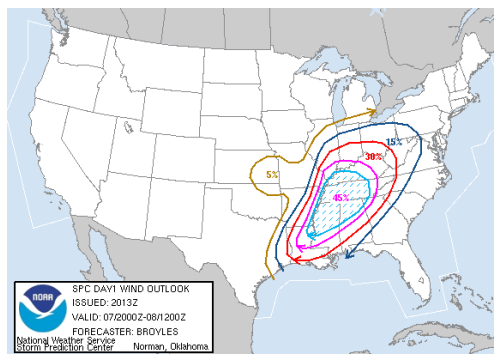 15%
30%
5%
45%
SPC DAY1 WIND OUTLOOK
ISSUED: 2013Z
VALID: 07/2000Z-08/1200Z
FORECASTER: BROYLES
National Weather Service
Storm Prediction Center Norman, Oklahoma
NOAA